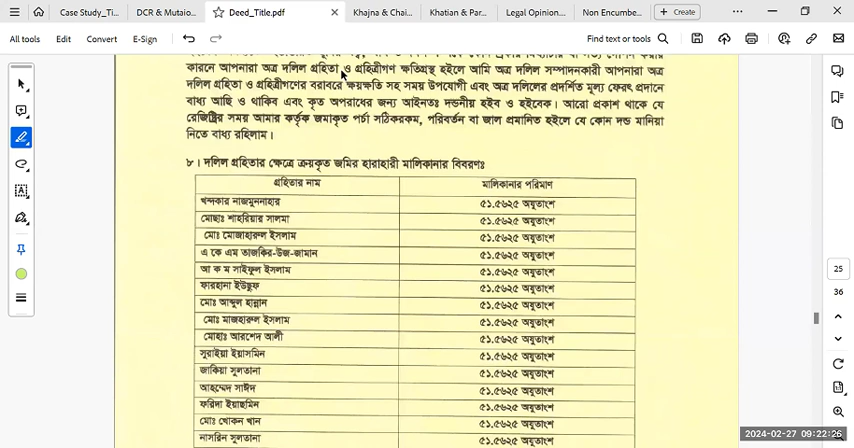 Case Study_Ti...
DCR & Mutaio...
Deed_Title.pdf
Khajna & Chai...
Khatian & Par...
Legal Opinion...
Non Encumbe...
+ Create
All tools
Edit
Convert
E-Sign
Find text or tools
কারনে আপনারা অত্র দলিল গ্রহিতা ও গ্রহিত্রীগণ ক্ষতিগ্রস্থ হইলে আমি অত্র দলিল সম্পাদনকারী আপনারা অত্র
দলিল গ্রহিতা ও গ্রহিত্রীগনের বরাবরে ক্ষয়ক্ষতি সহ সময় উপযোগী এবং অত্র দলিলের প্রদর্শিত মূল্য ফেরৎ প্রদানে
বাধ্য আছি ও থাকিব এবং কৃত অপরাধের জন্য আইনতঃ দন্ডনীয় হইব ও হইবেক। আরো প্রকাশ থাকে যে
রেজিষ্ট্রির সময় আমার কর্তৃক জমাকৃত পর্চা সঠিকরকম, পরিবর্তন বা জাল প্রমানিত হইলে যে কোন দন্ড মানিয়া
নিতে বাধ্য রহিলাম।
৮। দলিল গ্রহিতার ক্ষেত্রে ক্রয়কৃত জমির হারাহারী মালিকানার বিবরণঃ
গ্রহিতার নাম মালিকানার পরিমাণ
খন্দকার নাজমুননাহার ৫১.৫৬২৫ অযুতাংশ
মোছাঃ শাহরিয়ার সালমা ৫১.৫৬২৫ অযুতাংশ
মোঃ মোজাহারুল ইসলাম ৫১.৫৬২৫ অযুতাংশ
এ কে এম তাজকির-উজ-জামান ৫১.৫৬২৫ অযুতাংশ
আ ক ম সাইফুল ইসলাম ৫১.৫৬২৫ অযুতাংশ
ফারহানা ইউছুফ ৫১.৫৬২৫ অযুতাংশ
মোঃ আব্দুল হান্নান ৫১.৫৬২৫ অযুতাংশ
মোঃ মাজহারুল ইসলাম ৫১.৫৬২৫ অযুতাংশ
মোহাঃ আরশেদ আলী ৫১.৫৬২৫ অযুতাংশ
সুরাইয়া ইয়াসমিন ৫১.৫৬২৫ অযুতাংশ
জাকিয়া সুলতানা ৫১.৫৬২৫ অযুতাংশ
আহম্মেদ সাঈদ ৫১.৫৬২৫ অযুতাংশ
ফরিদা ইয়াছমিন ৫১.৫৬২৫ অযুতাংশ
মোঃ খোকন খান ৫১.৫৬২৫ অযুতাংশ
নাসরিন সুলতানা ৫১.৫৬২৫ অযুতাংশ
25
36
2024-02-27 09:22:26